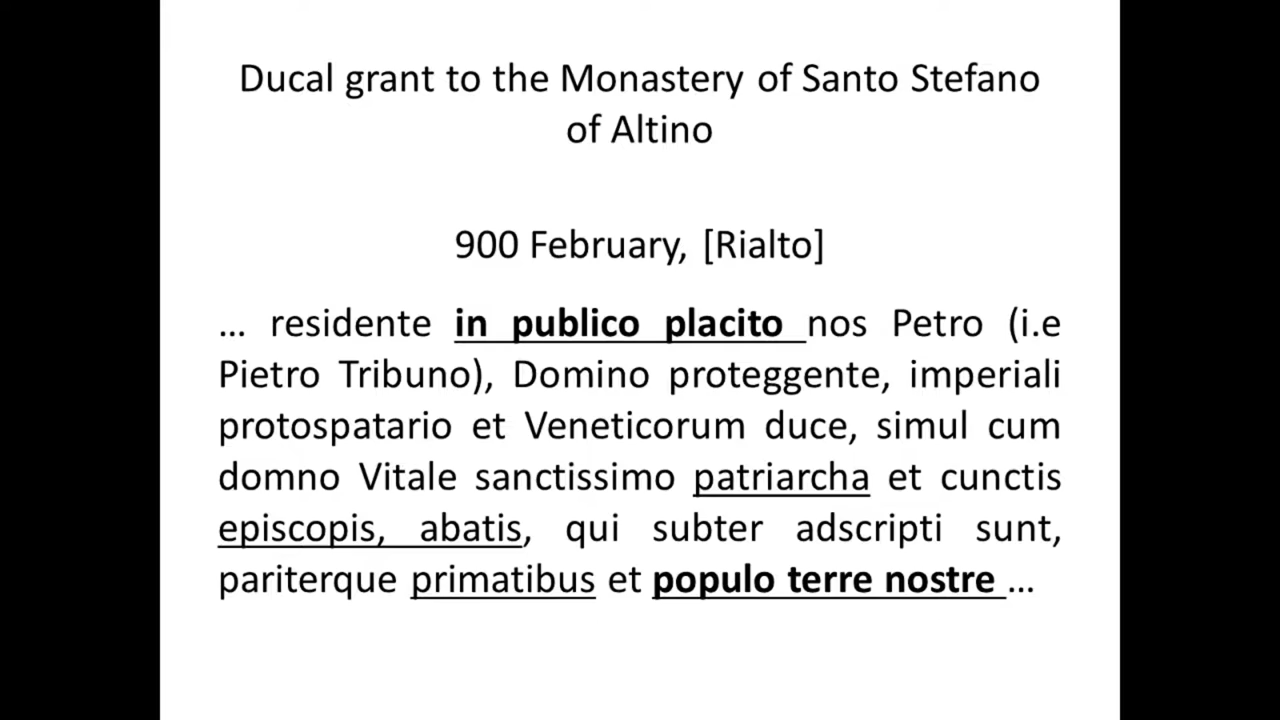 Ducal grant to the Monastery of Santo Stefano
of Altino
900 February, [Rialto]
… residente in publico placito nos Petro (i.e
Pietro Tribuno), Domino proteggente, imperiali
protospatario et Veneticorum duce, simul cum
domno Vitale sanctissimo patriarcha et cunctis
episcopis, abatis, qui subter adscripti sunt,
pariterque primatibus et populo terre nostre …